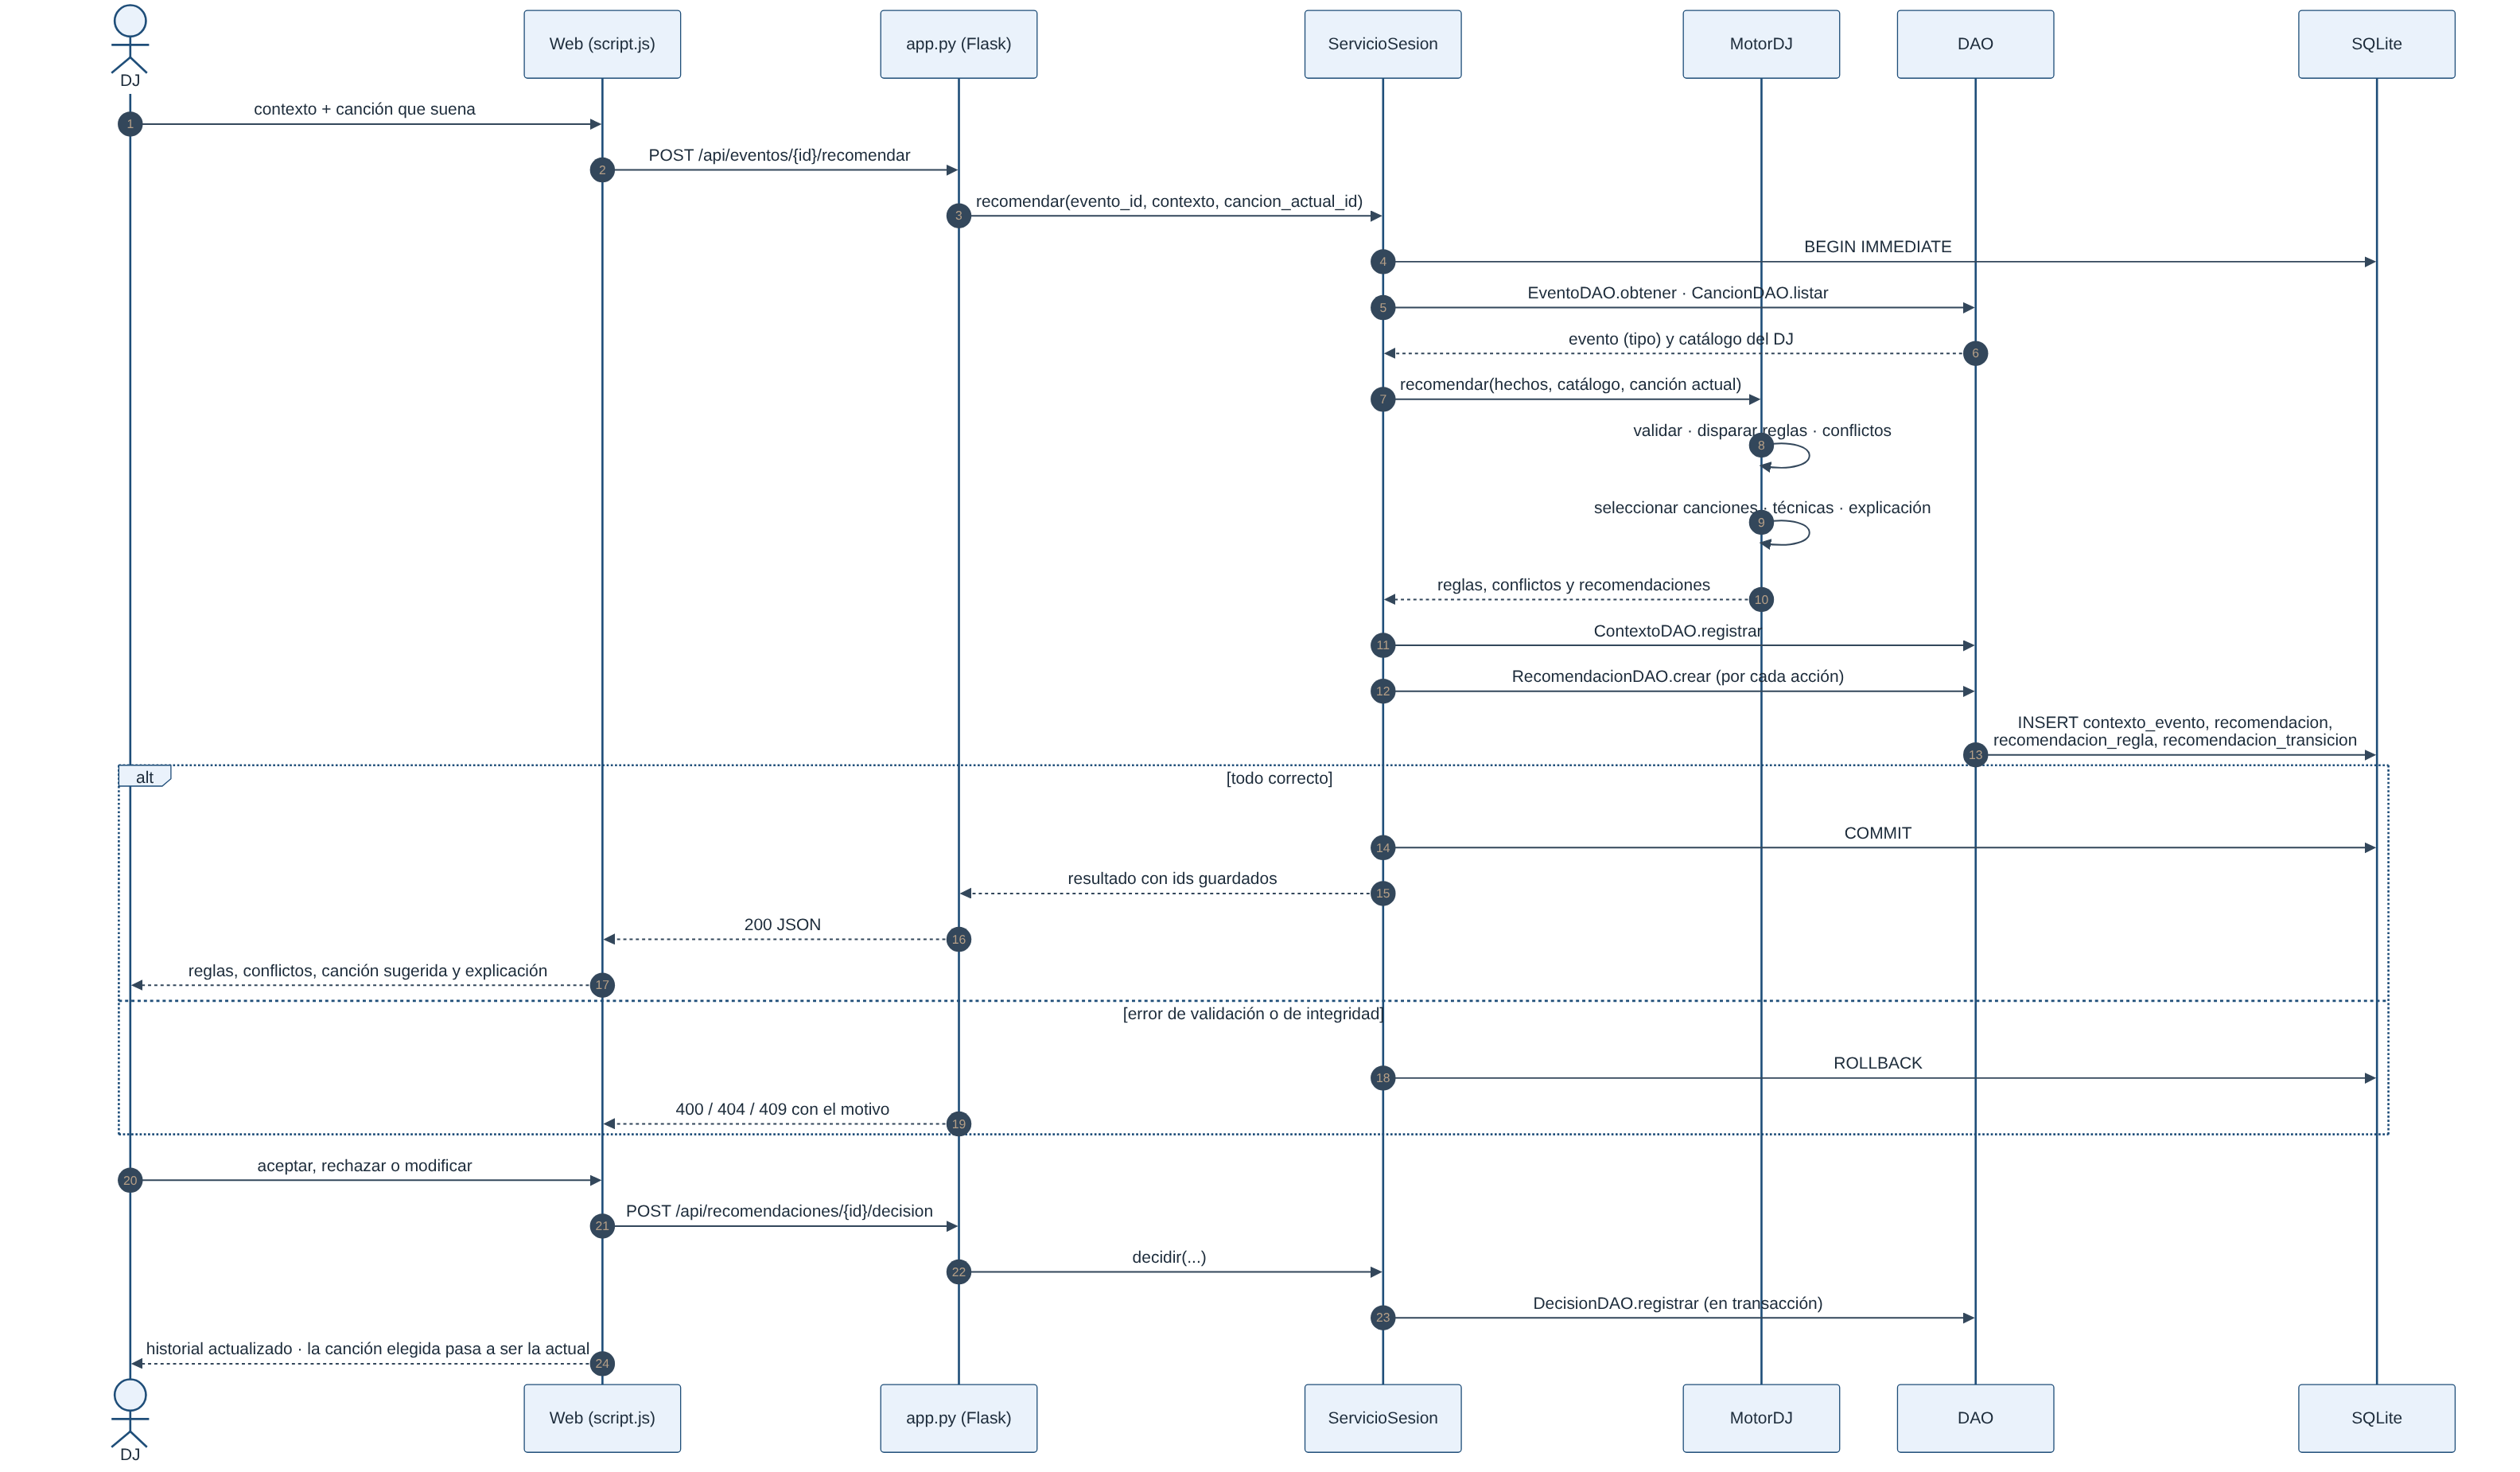 DJ
Web (script.js)
app.py (Flask)
ServicioSesion
MotorDJ
DAO
SQLite
1
contexto + canción que suena
2
POST /api/eventos/{id}/recomendar
3
recomendar(evento_id, contexto, cancion_actual_id)
4
BEGIN IMMEDIATE
5
EventoDAO.obtener · CancionDAO.listar
6
evento (tipo) y catálogo del DJ
7
recomendar(hechos, catálogo, canción actual)
8
validar · disparar reglas · conflictos
9
seleccionar canciones · técnicas · explicación
10
reglas, conflictos y recomendaciones
11
ContextoDAO.registrar
12
RecomendacionDAO.crear (por cada acción)
13
INSERT contexto_evento, recomendacion,
recomendacion_regla, recomendacion_transicion
alt
[todo correcto]
14
COMMIT
15
resultado con ids guardados
16
200 JSON
17
reglas, conflictos, canción sugerida y explicación
[error de validación o de integridad]
18
ROLLBACK
19
400 / 404 / 409 con el motivo
20
aceptar, rechazar o modificar
21
POST /api/recomendaciones/{id}/decision
22
decidir(...)
23
DecisionDAO.registrar (en transacción)
24
historial actualizado · la canción elegida pasa a ser la actual
DJ
Web (script.js)
app.py (Flask)
ServicioSesion
MotorDJ
DAO
SQLite